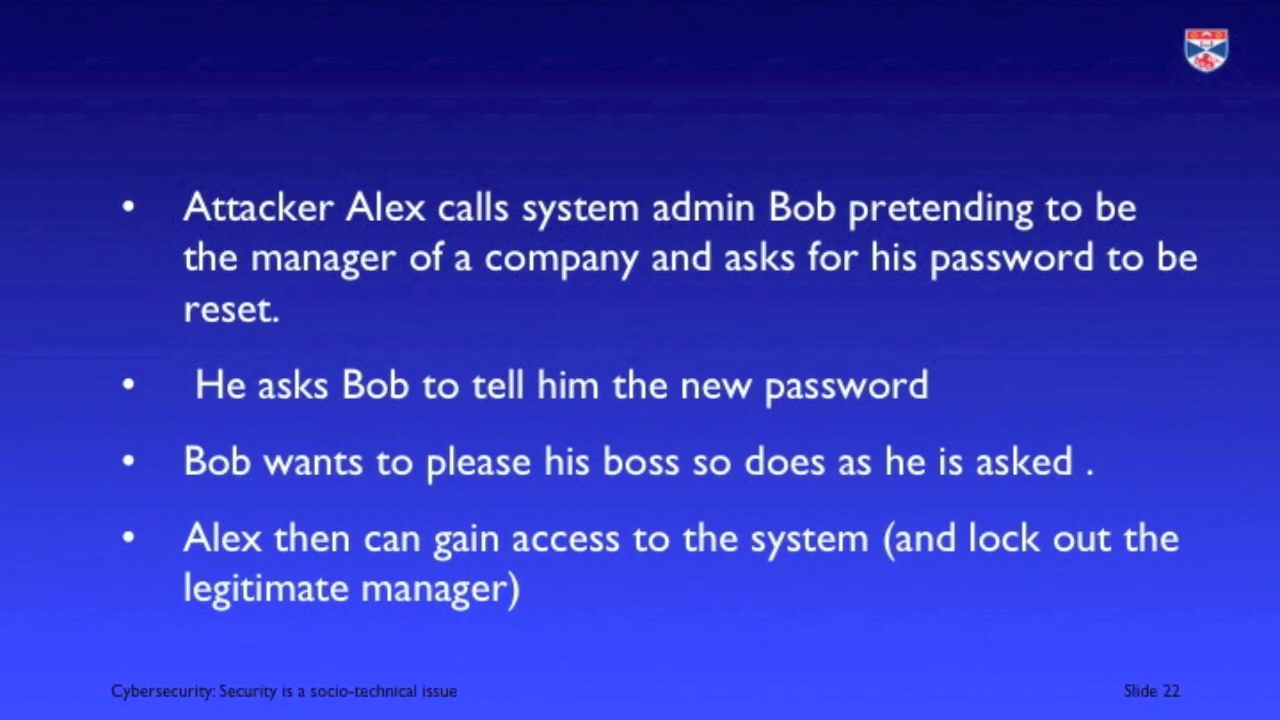 • Attacker Alex calls system admin Bob pretending to be
the manager of a company and asks for his password to be
reset.
• He asks Bob to tell him the new password
• Bob wants to please his boss so does as he is asked .
• Alex then can gain access to the system (and lock out the
legitimate manager)
Cybersecurity: Security is a socio-technical issue
Slide 22